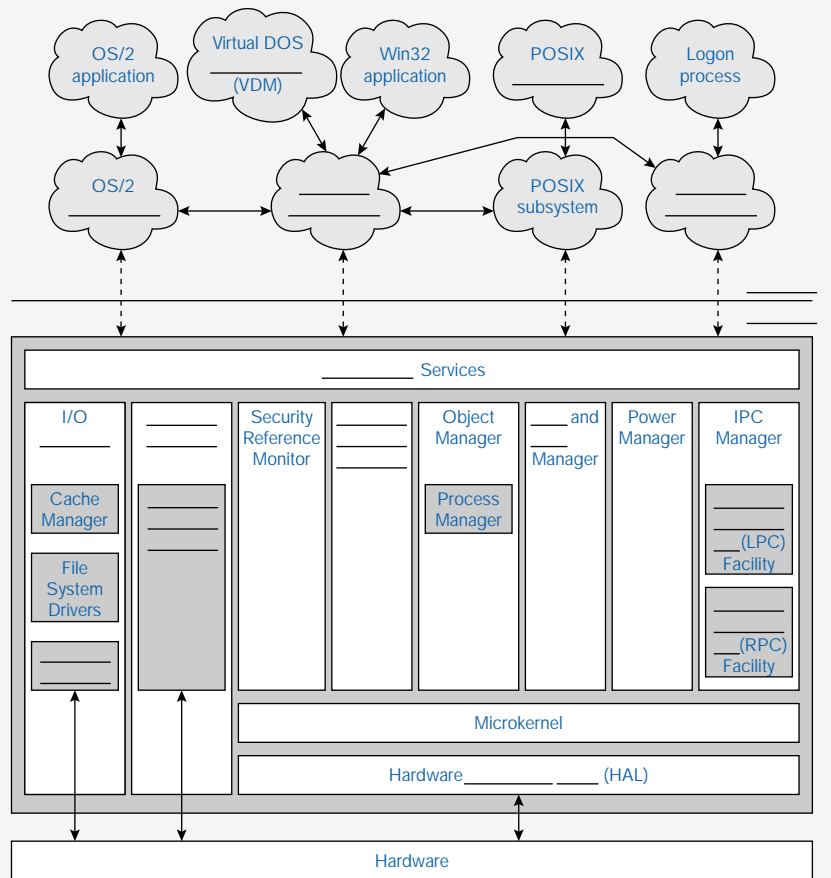 OS/2
application
Virtual DOS
(VDM)
Win32
application
POSIX
Logon
process
OS/2
POSIX
subsystem
Services
I/O
Security
Reference
Monitor
Object
Manager
and
Manager
Power
Manager
IPC
Manager
Cache
Manager
Process
Manager
(LPC)
Facility
File
System
Drivers
(RPC)
Facility
Microkernel
Hardware (HAL)
Hardware